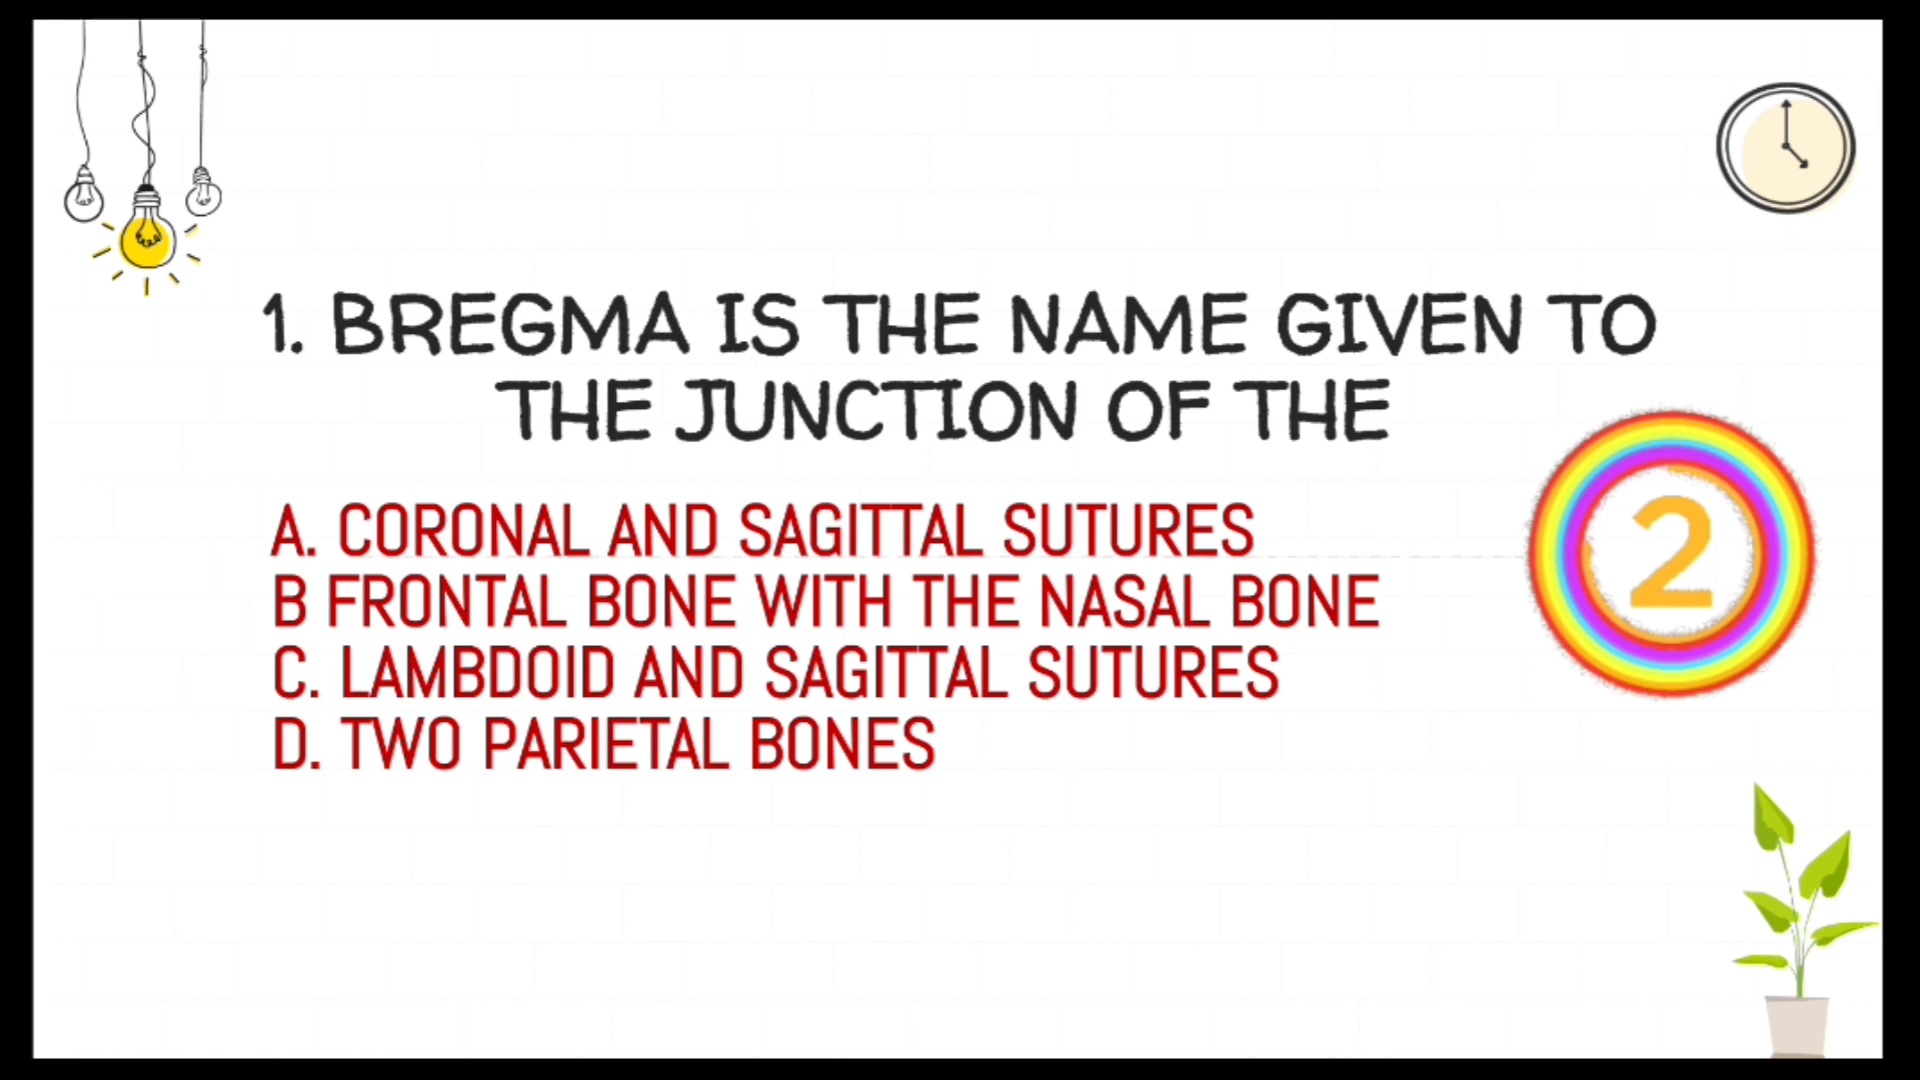 1. BREGMA IS THE NAME GIVEN TO
THE JUNCTION OF THE
A. CORONAL AND SAGITTAL SUTURES
B FRONTAL BONE WITH THE NASAL BONE
C. LAMBDOID AND SAGITTAL SUTURES
D. TWO PARIETAL BONES
2